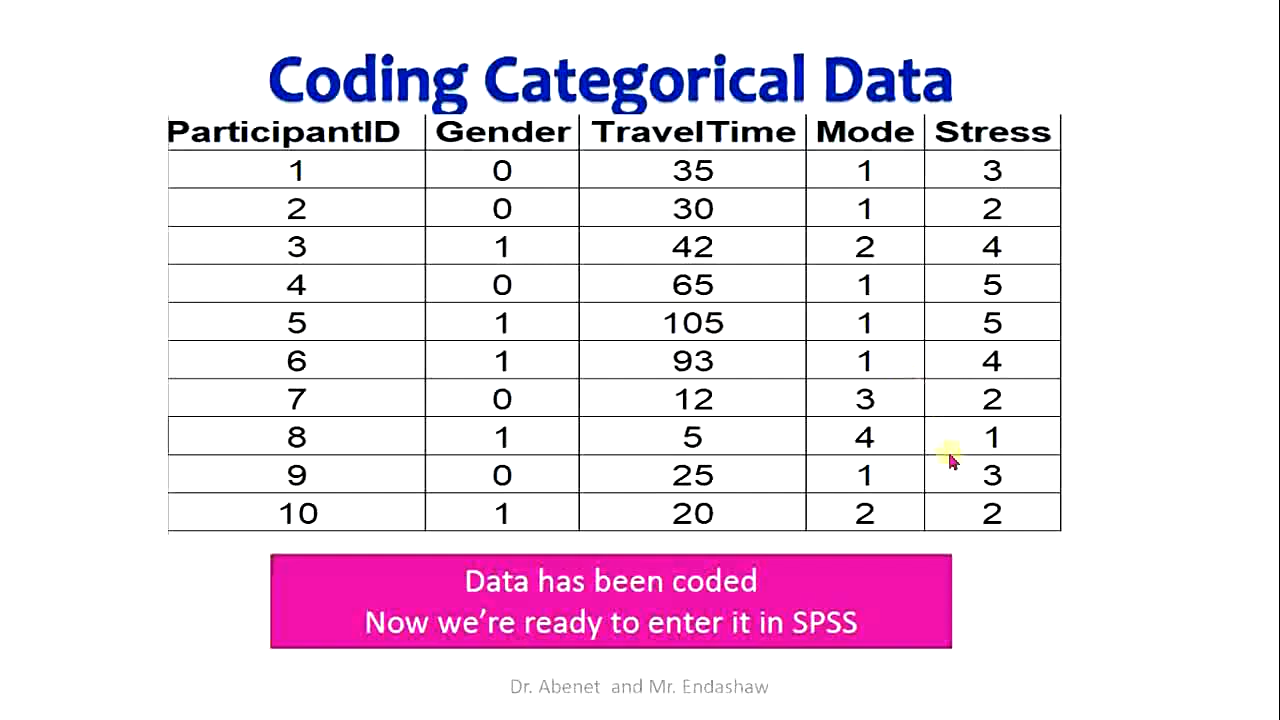 Coding Categorical Data
ParticipantID Gender TravelTime Mode Stress
1 0 35 1 3
2 0 30 1 2
3 1 42 2 4
4 0 65 1 5
5 1 105 1 5
6 1 93 1 4
7 0 12 3 2
8 1 5 4 1
9 0 25 1 3
10 1 20 2 2
Data has been coded
Now we’re ready to enter it in SPSS
Dr. Abenet and Mr. Endashaw